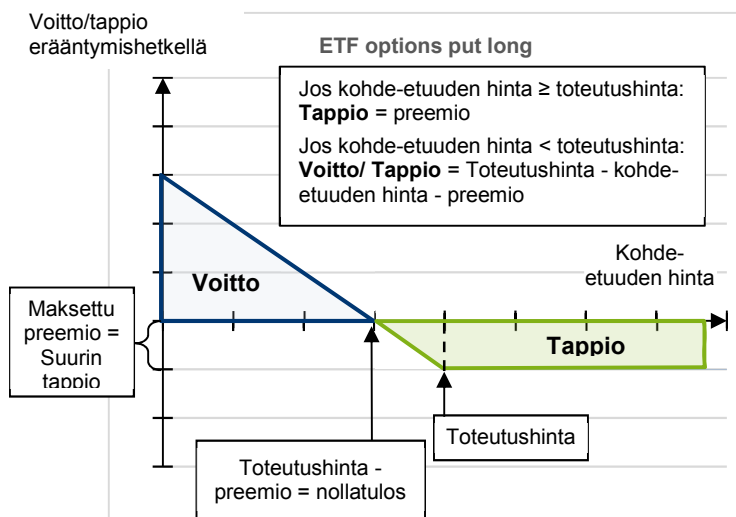 Voitto/tappio
erääntymishetkellä
ETF options put long
Jos kohde-etuuden hinta ≥ toteutushinta:
Tappio = preemio
Jos kohde-etuuden hinta < toteutushinta:
Voitto/ Tappio = Toteutushinta - kohde-
etuuden hinta - preemio
Kohde-
etuuden hinta
Voitto
Maksettu
preemio =
Suurin
tappio
Tappio
Toteutushinta
Toteutushinta -
preemio = nollatulos